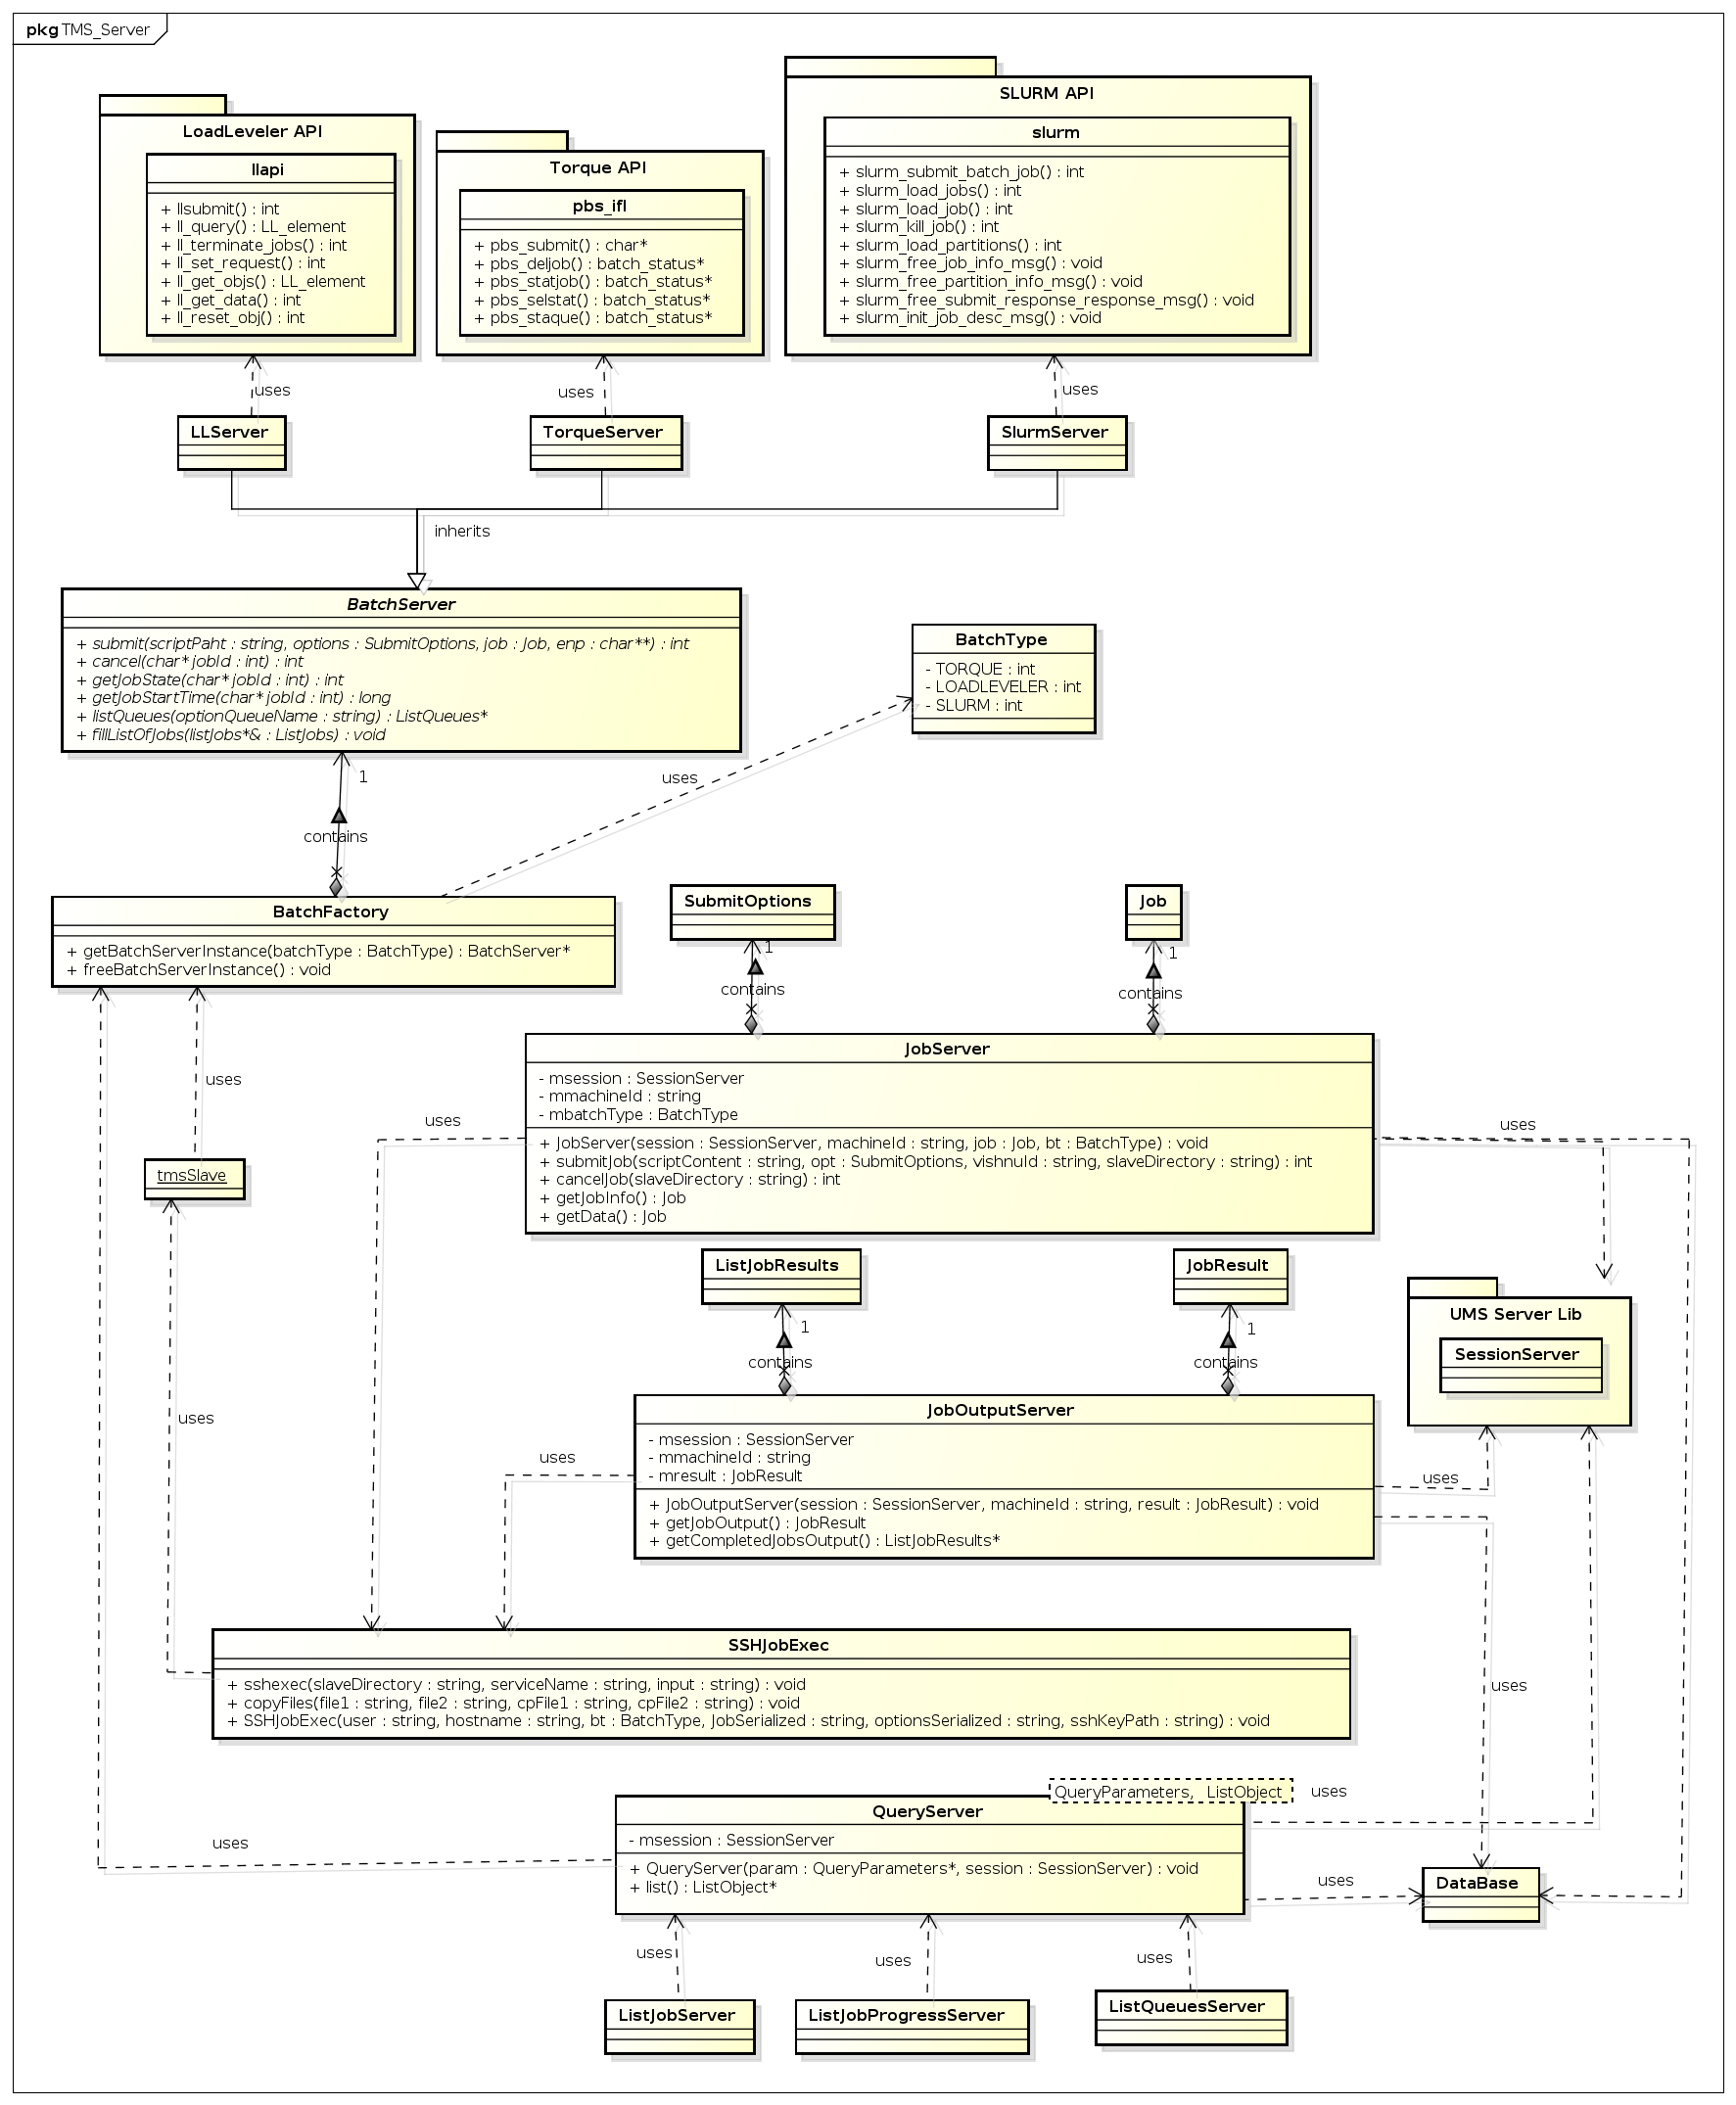 pkg TMS_Server
SLURM API
slurm
+ slurm_submit_batch_job() : int
+ slurm_load_jobs() : int
+ slurm_load_job() : int
+ slurm_kill_job() : int
+ slurm_load_partitions() : int
+ slurm_free_job_info_msg() : void
+ slurm_free_partition_info_msg() : void
+ slurm_free_submit_response_response_msg() : void
+ slurm_init_job_desc_msg() : void
LoadLeveler API
llapi
+ llsubmit() : int
+ ll_query() : LL_element
+ ll_terminate_jobs() : int
+ ll_set_request() : int
+ ll_get_objs() : LL_element
+ ll_get_data() : int
+ ll_reset_obj() : int
Torque API
pbs_ifl
+ pbs_submit() : char*
+ pbs_deljob() : batch_status*
+ pbs_statjob() : batch_status*
+ pbs_selstat() : batch_status*
+ pbs_staque() : batch_status*
uses
uses
uses
LLServer
TorqueServer
SlurmServer
inherits
BatchServer
+ submit(scriptPaht : string, options : SubmitOptions, job : Job, enp : char**) : int
+ cancel(char* jobId : int) : int
+ getJobState(char* jobId : int) : int
+ getJobStartTime(char* jobId : int) : long
+ listQueues(optionQueueName : string) : ListQueues*
+ fillListOfJobs(listJobs*& : ListJobs) : void
BatchType
- TORQUE : int
- LOADLEVELER : int
- SLURM : int
1
uses
contains
BatchFactory
+ getBatchServerInstance(batchType : BatchType) : BatchServer*
+ freeBatchServerInstance() : void
SubmitOptions
Job
1
1
contains
contains
uses
tmsSlave
uses
JobServer
- msession : SessionServer
- mmachineId : string
- mbatchType : BatchType
+ JobServer(session : SessionServer, machineId : string, job : Job, bt : BatchType) : void
+ submitJob(scriptContent : string, opt : SubmitOptions, vishnuId : string, slaveDirectory : string) : int
+ cancelJob(slaveDirectory : string) : int
+ getJobInfo() : Job
+ getData() : Job
uses
ListJobResults
JobResult
1
1
contains
contains
UMS Server Lib
SessionServer
uses
JobOutputServer
- msession : SessionServer
- mmachineId : string
- mresult : JobResult
+ JobOutputServer(session : SessionServer, machineId : string, result : JobResult) : void
+ getJobOutput() : JobResult
+ getCompletedJobsOutput() : ListJobResults*
uses
uses
uses
SSHJobExec
+ sshexec(slaveDirectory : string, serviceName : string, input : string) : void
+ copyFiles(file1 : string, file2 : string, cpFile1 : string, cpFile2 : string) : void
+ SSHJobExec(user : string, hostname : string, bt : BatchType, JobSerialized : string, optionsSerialized : string, sshKeyPath : string) : void
QueryParameters, ListObject
uses
QueryServer
- msession : SessionServer
+ QueryServer(param : QueryParameters*, session : SessionServer) : void
+ list() : ListObject*
uses
uses
DataBase
uses
uses
uses
ListJobServer
ListJobProgressServer
ListQueuesServer